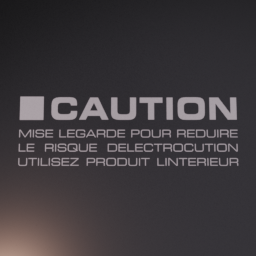 CAUTION
MISE LEGARDE POUR REDUIRE
LE RISQUE DELECTROCUTION
UTILISEZ PRODUIT LINTERIEUR